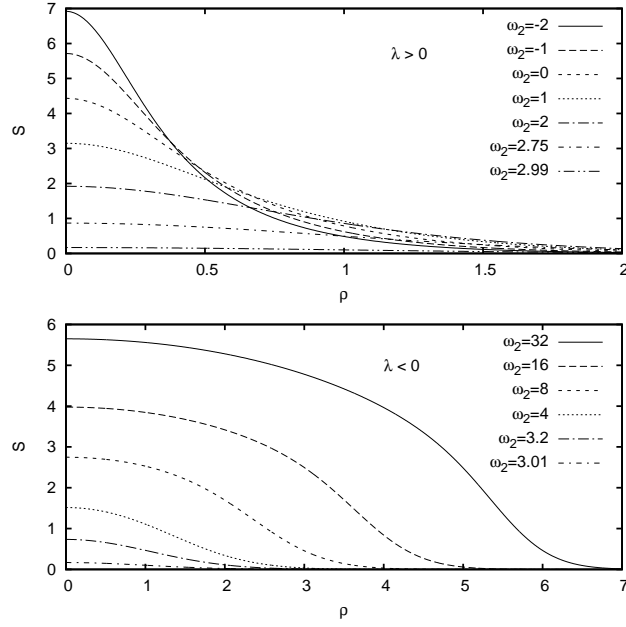 7
6
5
4
3
2
1
0
S
λ > 0
ω₂=-2
ω₂=-1
ω₂=0
ω₂=1
ω₂=2
ω₂=2.75
ω₂=2.99
0 0.5 1 1.5 2
ρ
6
5
4
3
2
1
0
S
λ < 0
ω₂=32
ω₂=16
ω₂=8
ω₂=4
ω₂=3.2
ω₂=3.01
0 1 2 3 4 5 6 7
ρ